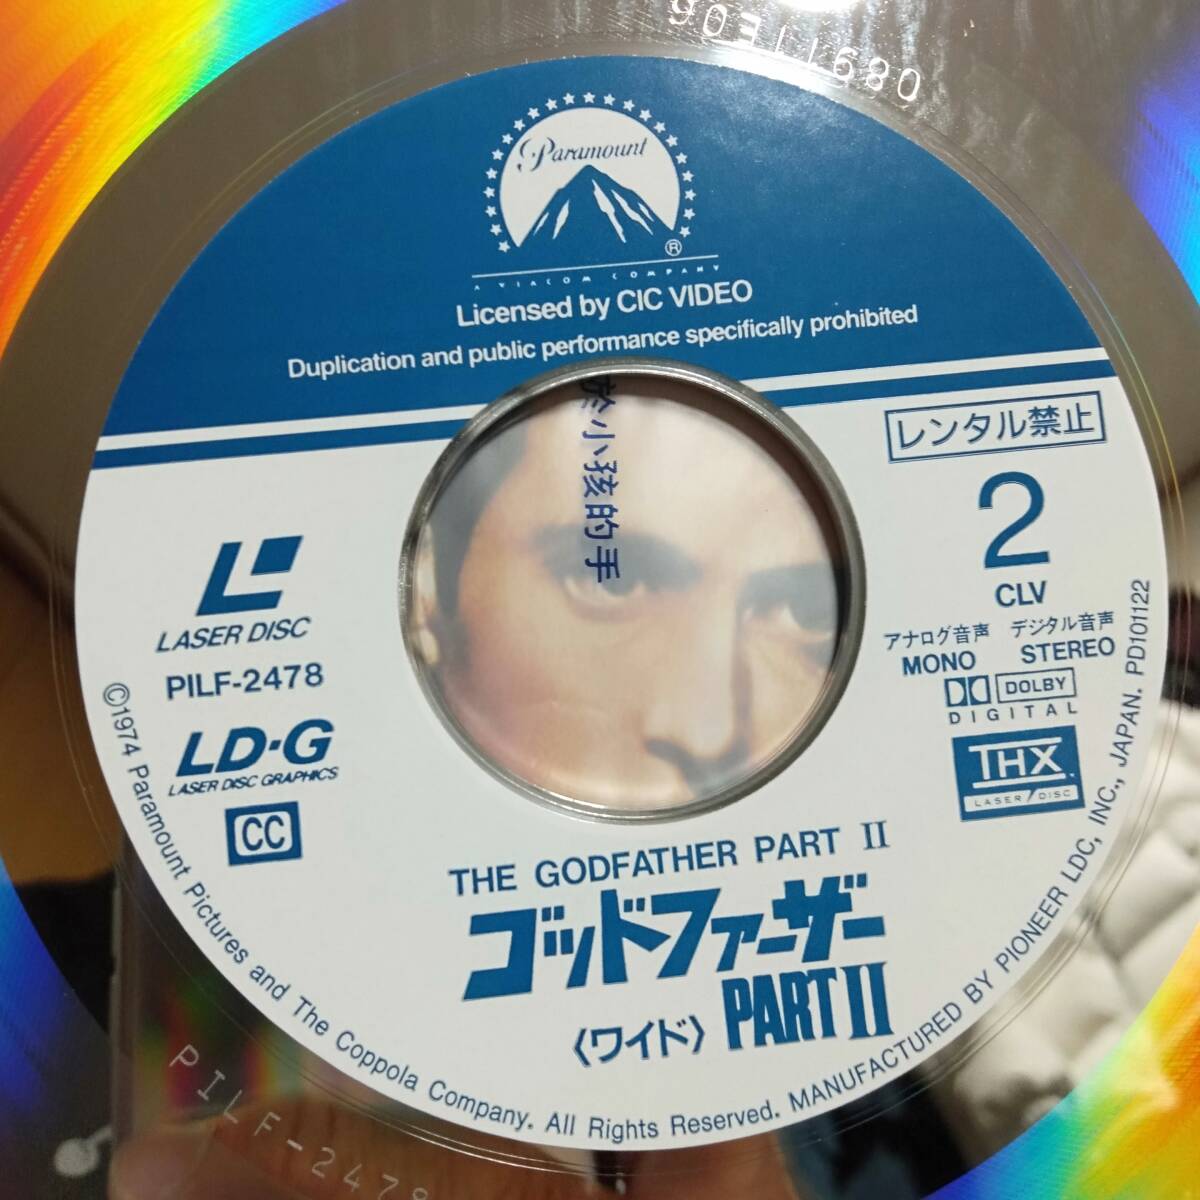 90E11680
Paramount
®
A VIACOM COMPANY
Licensed by CIC VIDEO
Duplication and public performance specifically prohibited
於小孩的手
レンタル禁止
2
CLV
アナログ音声 デジタル音声
MONO STEREO
DOLBY
DIGITAL
THX
LASER DISC
LASER DISC
PILF-2478
LD·G
LASER DISC GRAPHICS
CC
THE GODFATHER PART II
ゴッドファーザー
〈ワイド〉 PART II
©1974 Paramount Pictures and The Coppola Company. All Rights Reserved. MANUFACTURED BY PIONEER LDC, INC., JAPAN. PD101122
PILF-2478